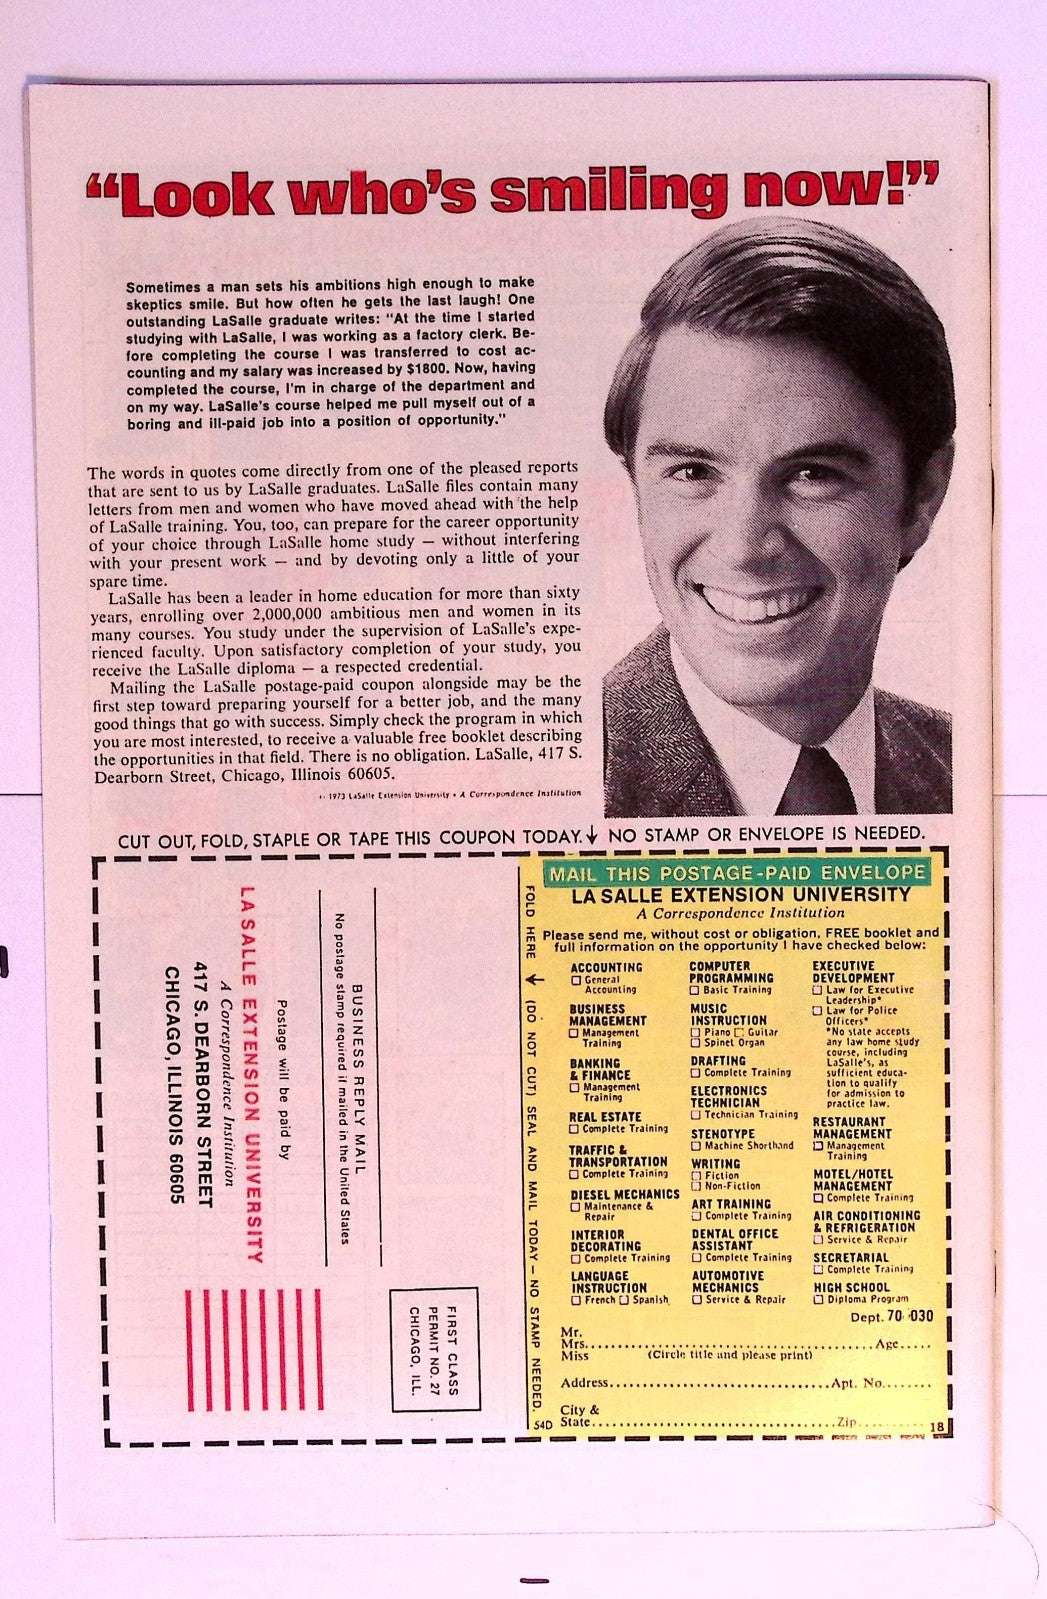 “Look who’s smiling now!”
Sometimes a man sets his ambitions high enough to make
skeptics smile. But how often he gets the last laugh! One
outstanding LaSalle graduate writes: “At the time I started
studying with LaSalle, I was working as a factory clerk. Be-
fore completing the course I was transferred to cost ac-
counting and my salary was increased by $1800. Now, having
completed the course, I’m in charge of the department and
on my way. LaSalle’s course helped me pull myself out of a
boring and ill-paid job into a position of opportunity.”
The words in quotes come directly from one of the pleased reports
that are sent to us by LaSalle graduates. LaSalle files contain many
letters from men and women who have moved ahead with the help
of LaSalle training. You, too, can prepare for the career opportunity
of your choice through LaSalle home study — without interfering
with your present work — and by devoting only a little of your
spare time.
LaSalle has been a leader in home education for more than sixty
years, enrolling over 2,000,000 ambitious men and women in its
many courses. You study under the supervision of LaSalle’s expe-
rienced faculty. Upon satisfactory completion of your study, you
receive the LaSalle diploma — a respected credential.
Mailing the LaSalle postage-paid coupon alongside may be the
first step toward preparing yourself for a better job, and the many
good things that go with success. Simply check the program in which
you are most interested, to receive a valuable free booklet describing
the opportunities in that field. There is no obligation. LaSalle, 417 S.
Dearborn Street, Chicago, Illinois 60605.
1973 LaSalle Extension University • A Correspondence Institution
CUT OUT, FOLD, STAPLE OR TAPE THIS COUPON TODAY. ↓ NO STAMP OR ENVELOPE IS NEEDED.
FIRST CLASS
PERMIT NO. 27
CHICAGO, ILL.
BUSINESS REPLY MAIL
No postage stamp required if mailed in the United States
Postage will be paid by
LA SALLE EXTENSION UNIVERSITY
A Correspondence Institution
417 S. DEARBORN STREET
CHICAGO, ILLINOIS 60605
FOLD HERE ↓ (DO NOT CUT) SEAL AND MAIL TODAY — NO STAMP NEEDED.
MAIL THIS POSTAGE-PAID ENVELOPE
LA SALLE EXTENSION UNIVERSITY
A Correspondence Institution
Please send me, without cost or obligation, FREE booklet and
full information on the opportunity I have checked below:
ACCOUNTING
☐ General
Accounting
BUSINESS
MANAGEMENT
☐ Management
Training
BANKING
& FINANCE
☐ Management
Training
REAL ESTATE
☐ Complete Training
TRAFFIC &
TRANSPORTATION
☐ Complete Training
DIESEL MECHANICS
☐ Maintenance &
Repair
INTERIOR
DECORATING
☐ Complete Training
LANGUAGE
INSTRUCTION
☐ French ☐ Spanish
COMPUTER
PROGRAMMING
☐ Basic Training
MUSIC
INSTRUCTION
☐ Piano ☐ Guitar
☐ Spinet Organ
DRAFTING
☐ Complete Training
ELECTRONICS
TECHNICIAN
☐ Technician Training
STENOTYPE
☐ Machine Shorthand
WRITING
☐ Fiction
☐ Non-Fiction
ART TRAINING
☐ Complete Training
DENTAL OFFICE
ASSISTANT
☐ Complete Training
AUTOMOTIVE
MECHANICS
☐ Service & Repair
EXECUTIVE
DEVELOPMENT
☐ Law for Executive
Leadership*
☐ Law for Police
Officers*
*No state accepts
any law home study
course, including
LaSalle’s, as
sufficient educa-
tion to qualify
for admission to
practice law.
RESTAURANT
MANAGEMENT
☐ Management
Training
MOTEL/HOTEL
MANAGEMENT
☐ Complete Training
AIR CONDITIONING
& REFRIGERATION
☐ Service & Repair
SECRETARIAL
☐ Complete Training
HIGH SCHOOL
☐ Diploma Program
Dept. 70-030
Mr.
Mrs. Age
Miss (Circle title and please print)
Address Apt. No.
City &
State Zip
54D 18